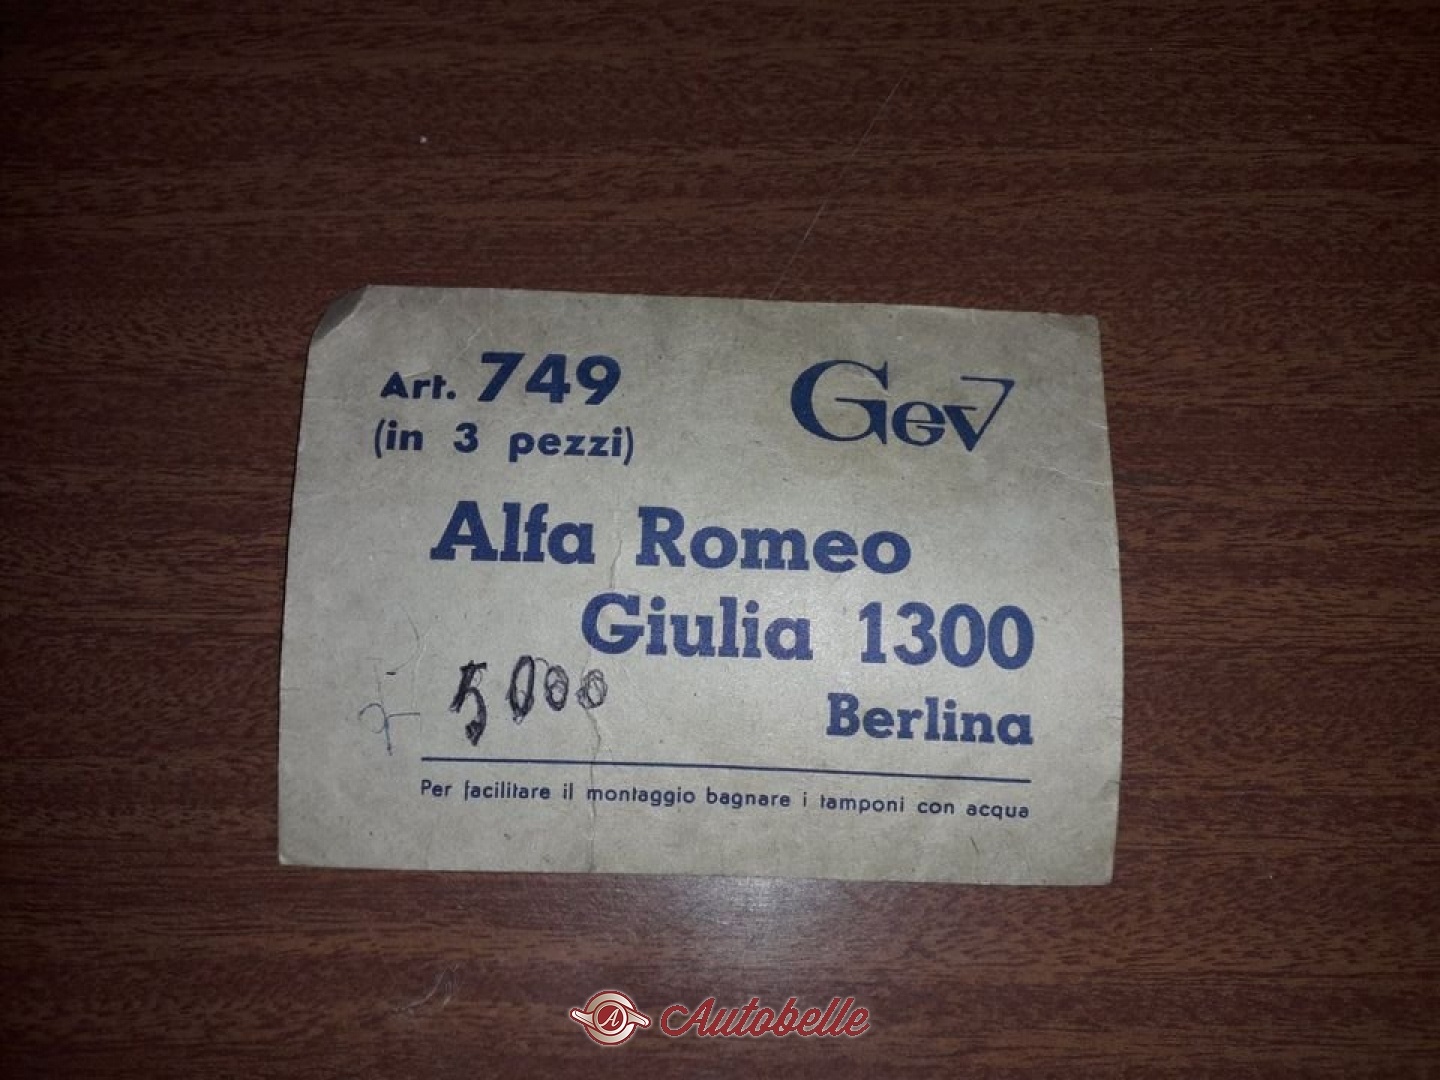 Art. 749
(in 3 pezzi)
Gev
Alfa Romeo
Giulia 1300
5000
Berlina
Per facilitare il montaggio bagnare i tamponi con acqua
A Autobelle